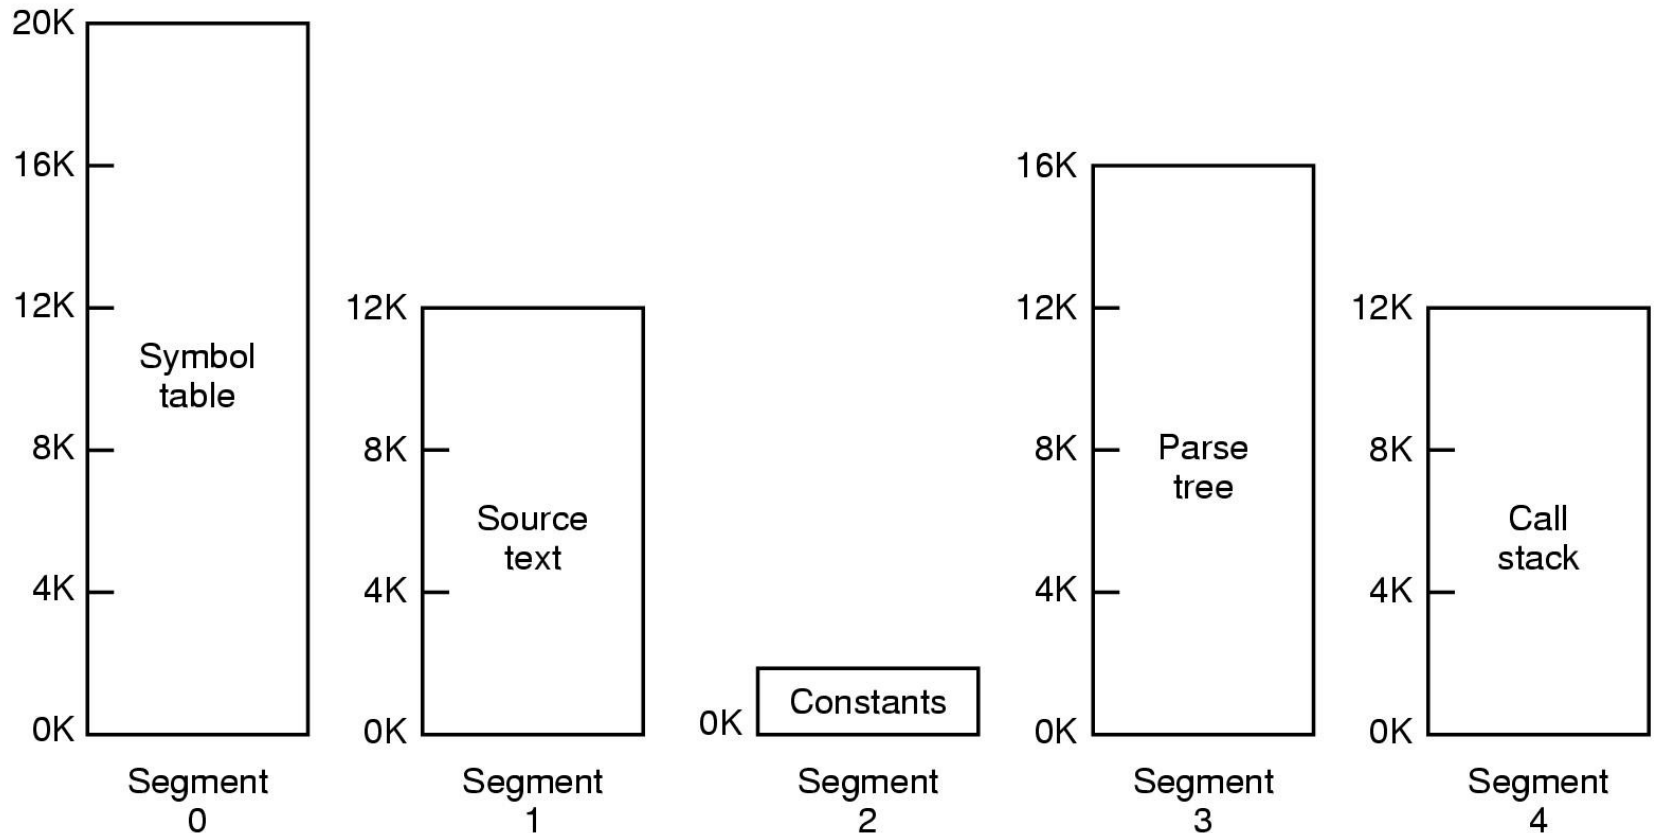 20K
16K
12K
8K
4K
0K
Symbol
table
Segment
0
12K
8K
4K
0K
Source
text
Segment
1
0K
Constants
Segment
2
16K
12K
8K
4K
0K
Parse
tree
Segment
3
12K
8K
4K
0K
Call
stack
Segment
4